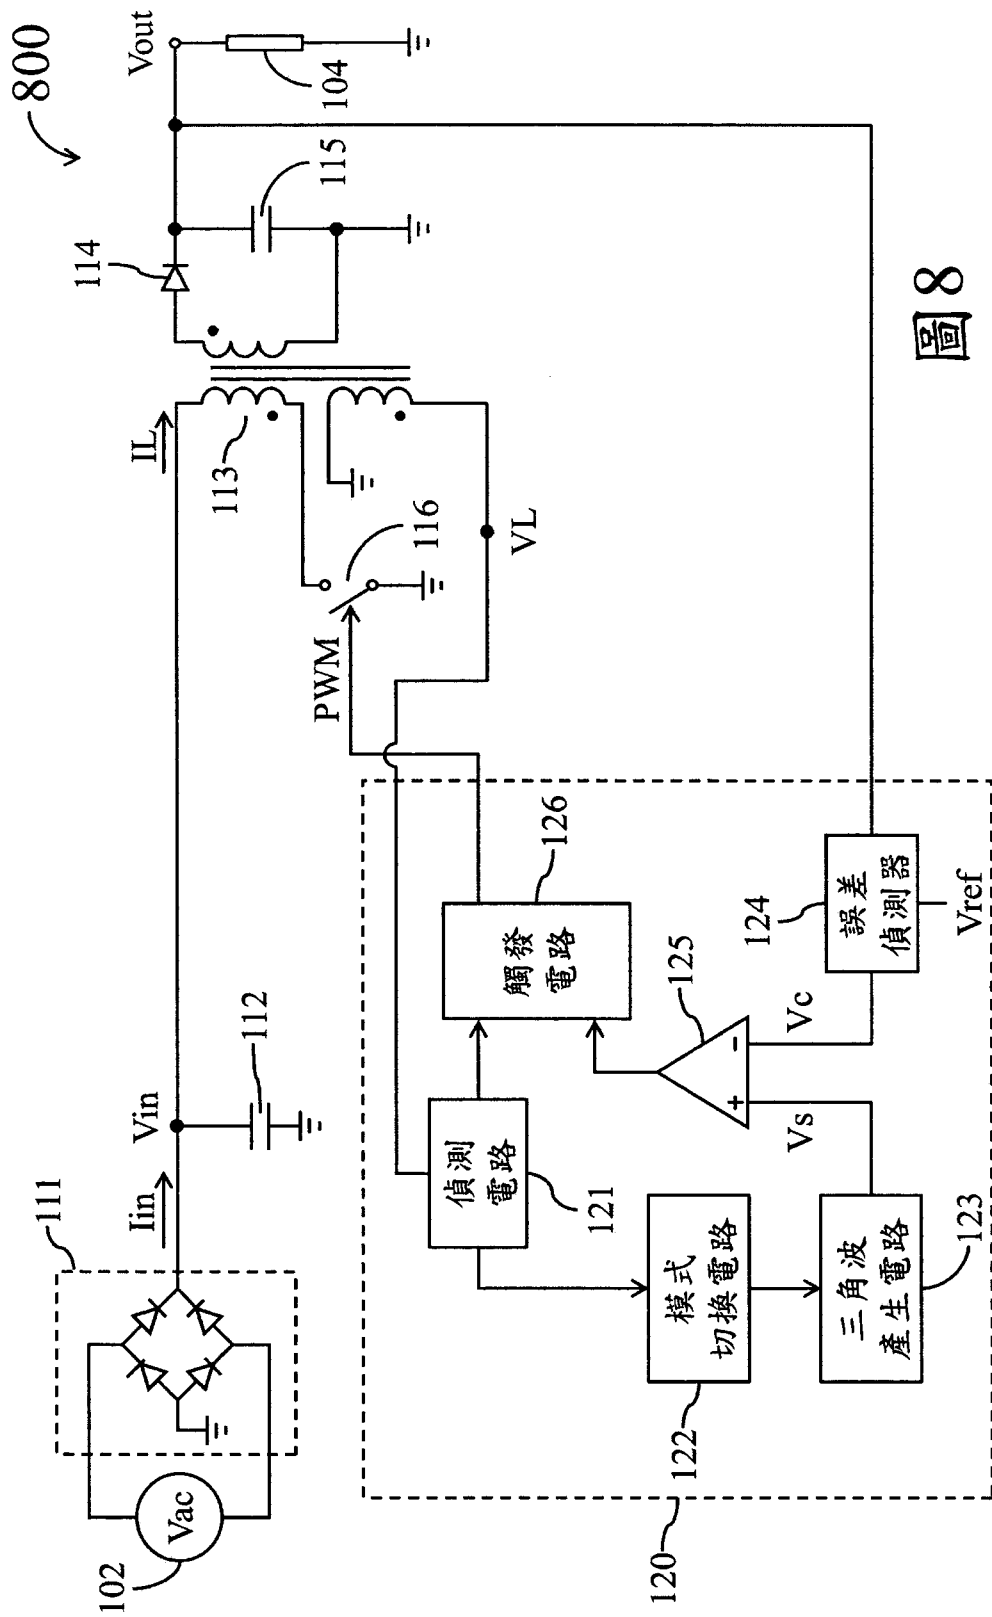 800
102
Vac
111
Iin
Vin
112
IL
113
114
115
Vout
104
PWM
116
VL
120
偵測
電路
121
觸發
電路
126
模式
切換電路
122
三角波
產生電路
123
Vs
+
-
125
Vc
誤差
偵測器
124
Vref
圖8